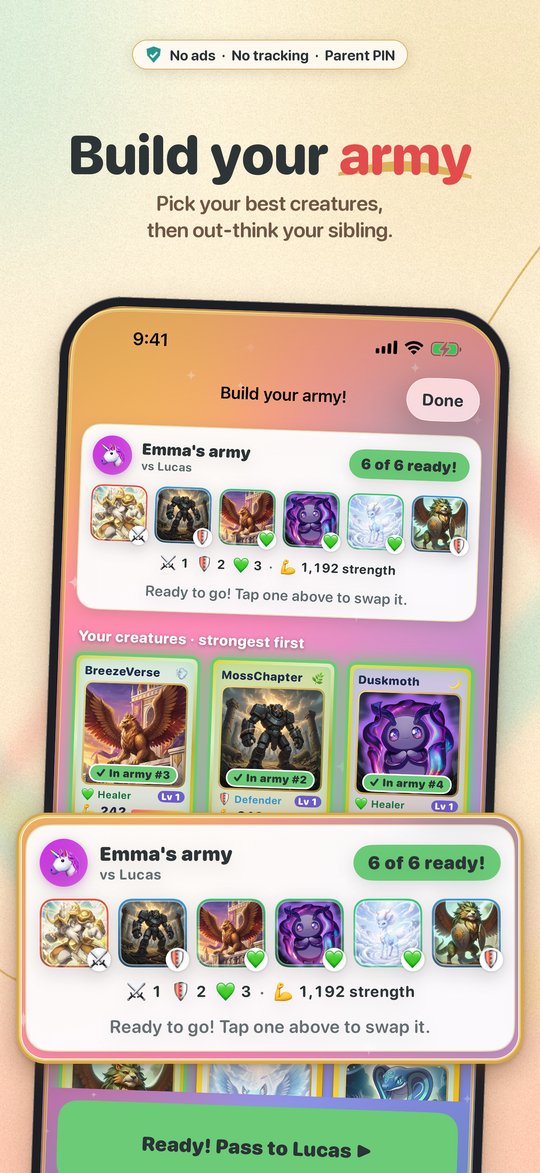 No ads · No tracking · Parent PIN
Build your army
Pick your best creatures,
then out-think your sibling.
9:41
Build your army!
Done
Emma's army
vs Lucas
6 of 6 ready!
1 2 3 · 1,192 strength
Ready to go! Tap one above to swap it.
Your creatures · strongest first
BreezeVerse
MossChapter
Duskmoth
✓ In army #3
✓ In army #2
✓ In army #4
Healer Lv 1
Defender Lv 1
Healer Lv 1
Emma's army
vs Lucas
6 of 6 ready!
1 2 3 · 1,192 strength
Ready to go! Tap one above to swap it.
Ready! Pass to Lucas ▶